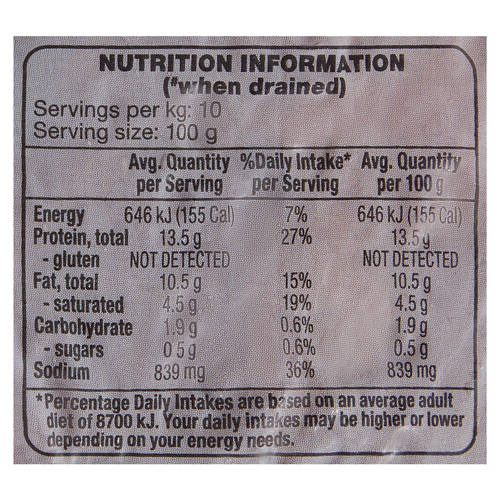 NUTRITION INFORMATION
(#when drained)
Servings per kg: 10
Serving size: 100 g
Avg. Quantity %Daily Intake* Avg. Quantity
per Serving per Serving per 100 g
Energy 646 kJ (155 Cal) 7% 646 kJ (155 Cal)
Protein, total 13.5 g 27% 13.5 g
- gluten NOT DETECTED NOT DETECTED
Fat, total 10.5 g 15% 10.5 g
- saturated 4.5 g 19% 4.5 g
Carbohydrate 1.9 g 0.6% 1.9 g
- sugars 0 5 g 0.6% 0.5 g
Sodium 839 mg 36% 839 mg
*Percentage Daily Intakes are based on an average adult
diet of 8700 kJ. Your daily intakes may be higher or lower
depending on your energy needs.